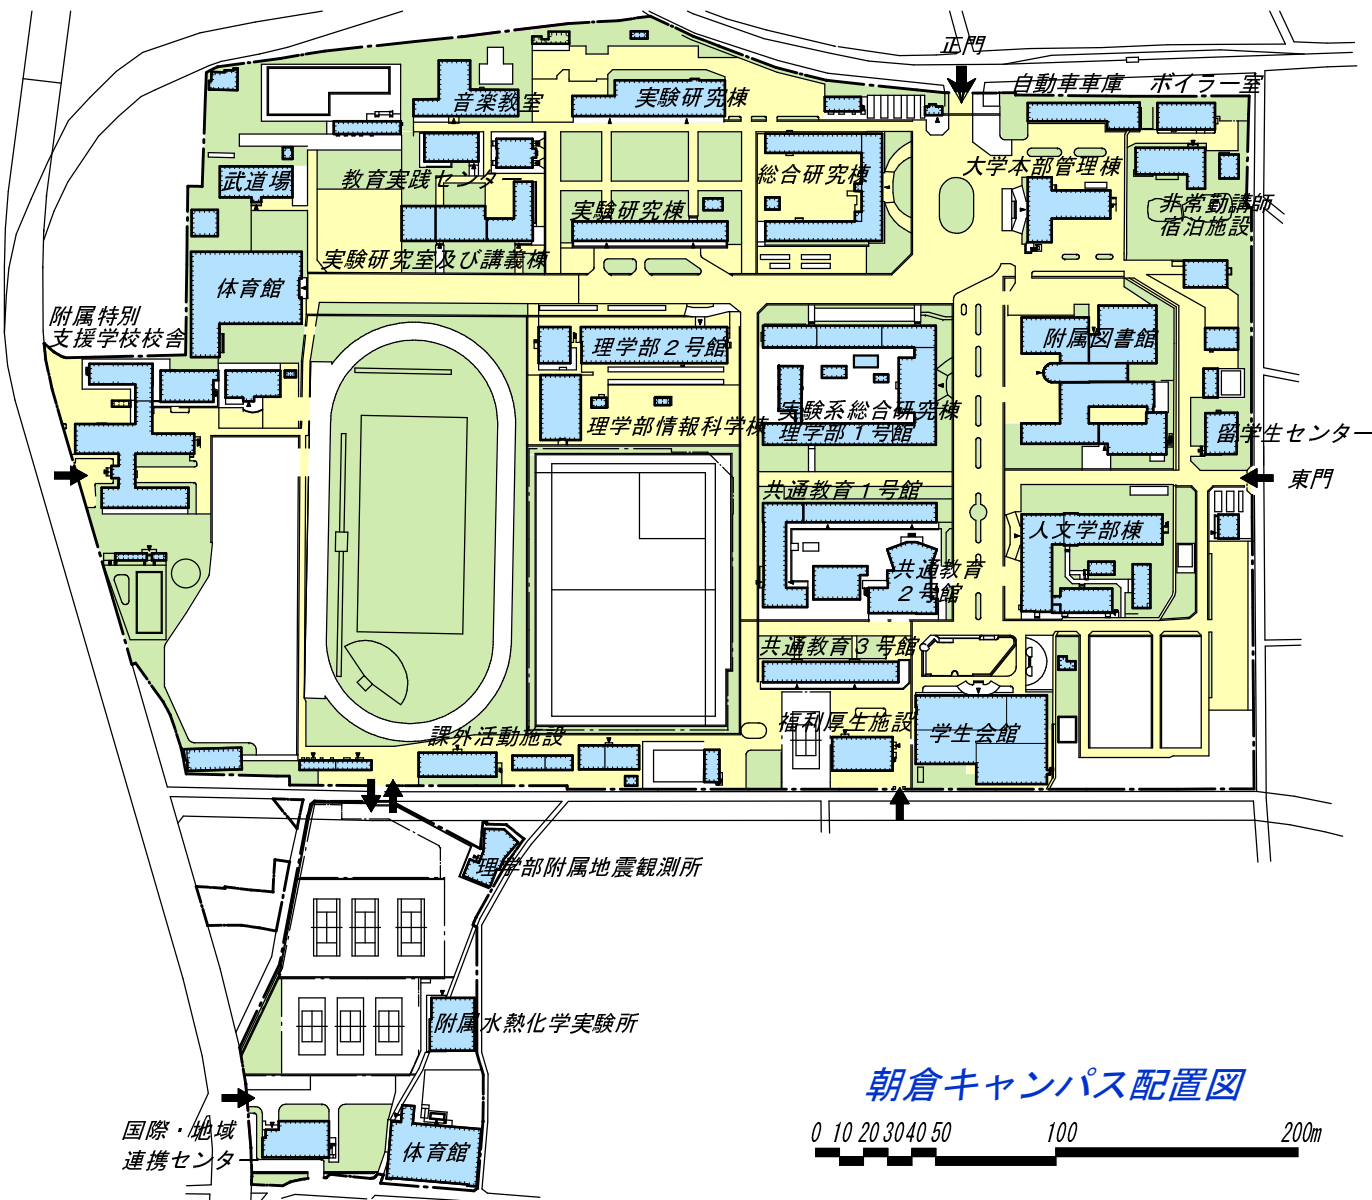 正門
自動車車庫
ボイラー室
音楽教室
実験研究棟
大学本部管理棟
武道場
教育実践センター
総合研究棟
実験研究棟
非常勤講師
宿泊施設
実験研究室及び講義棟
体育館
附属特別
支援学校校舎
理学部２号館
附属図書館
実験系総合研究棟
理学部１号館
理学部情報科学棟
留学生センター
東門
共通教育１号館
人文学部棟
共通教育
２号館
共通教育３号館
福利厚生施設
学生会館
課外活動施設
理学部附属地震観測所
附属水熱化学実験所
朝倉キャンパス配置図
0 10 20 30 40 50 100 200m
国際・地域
連携センター
体育館